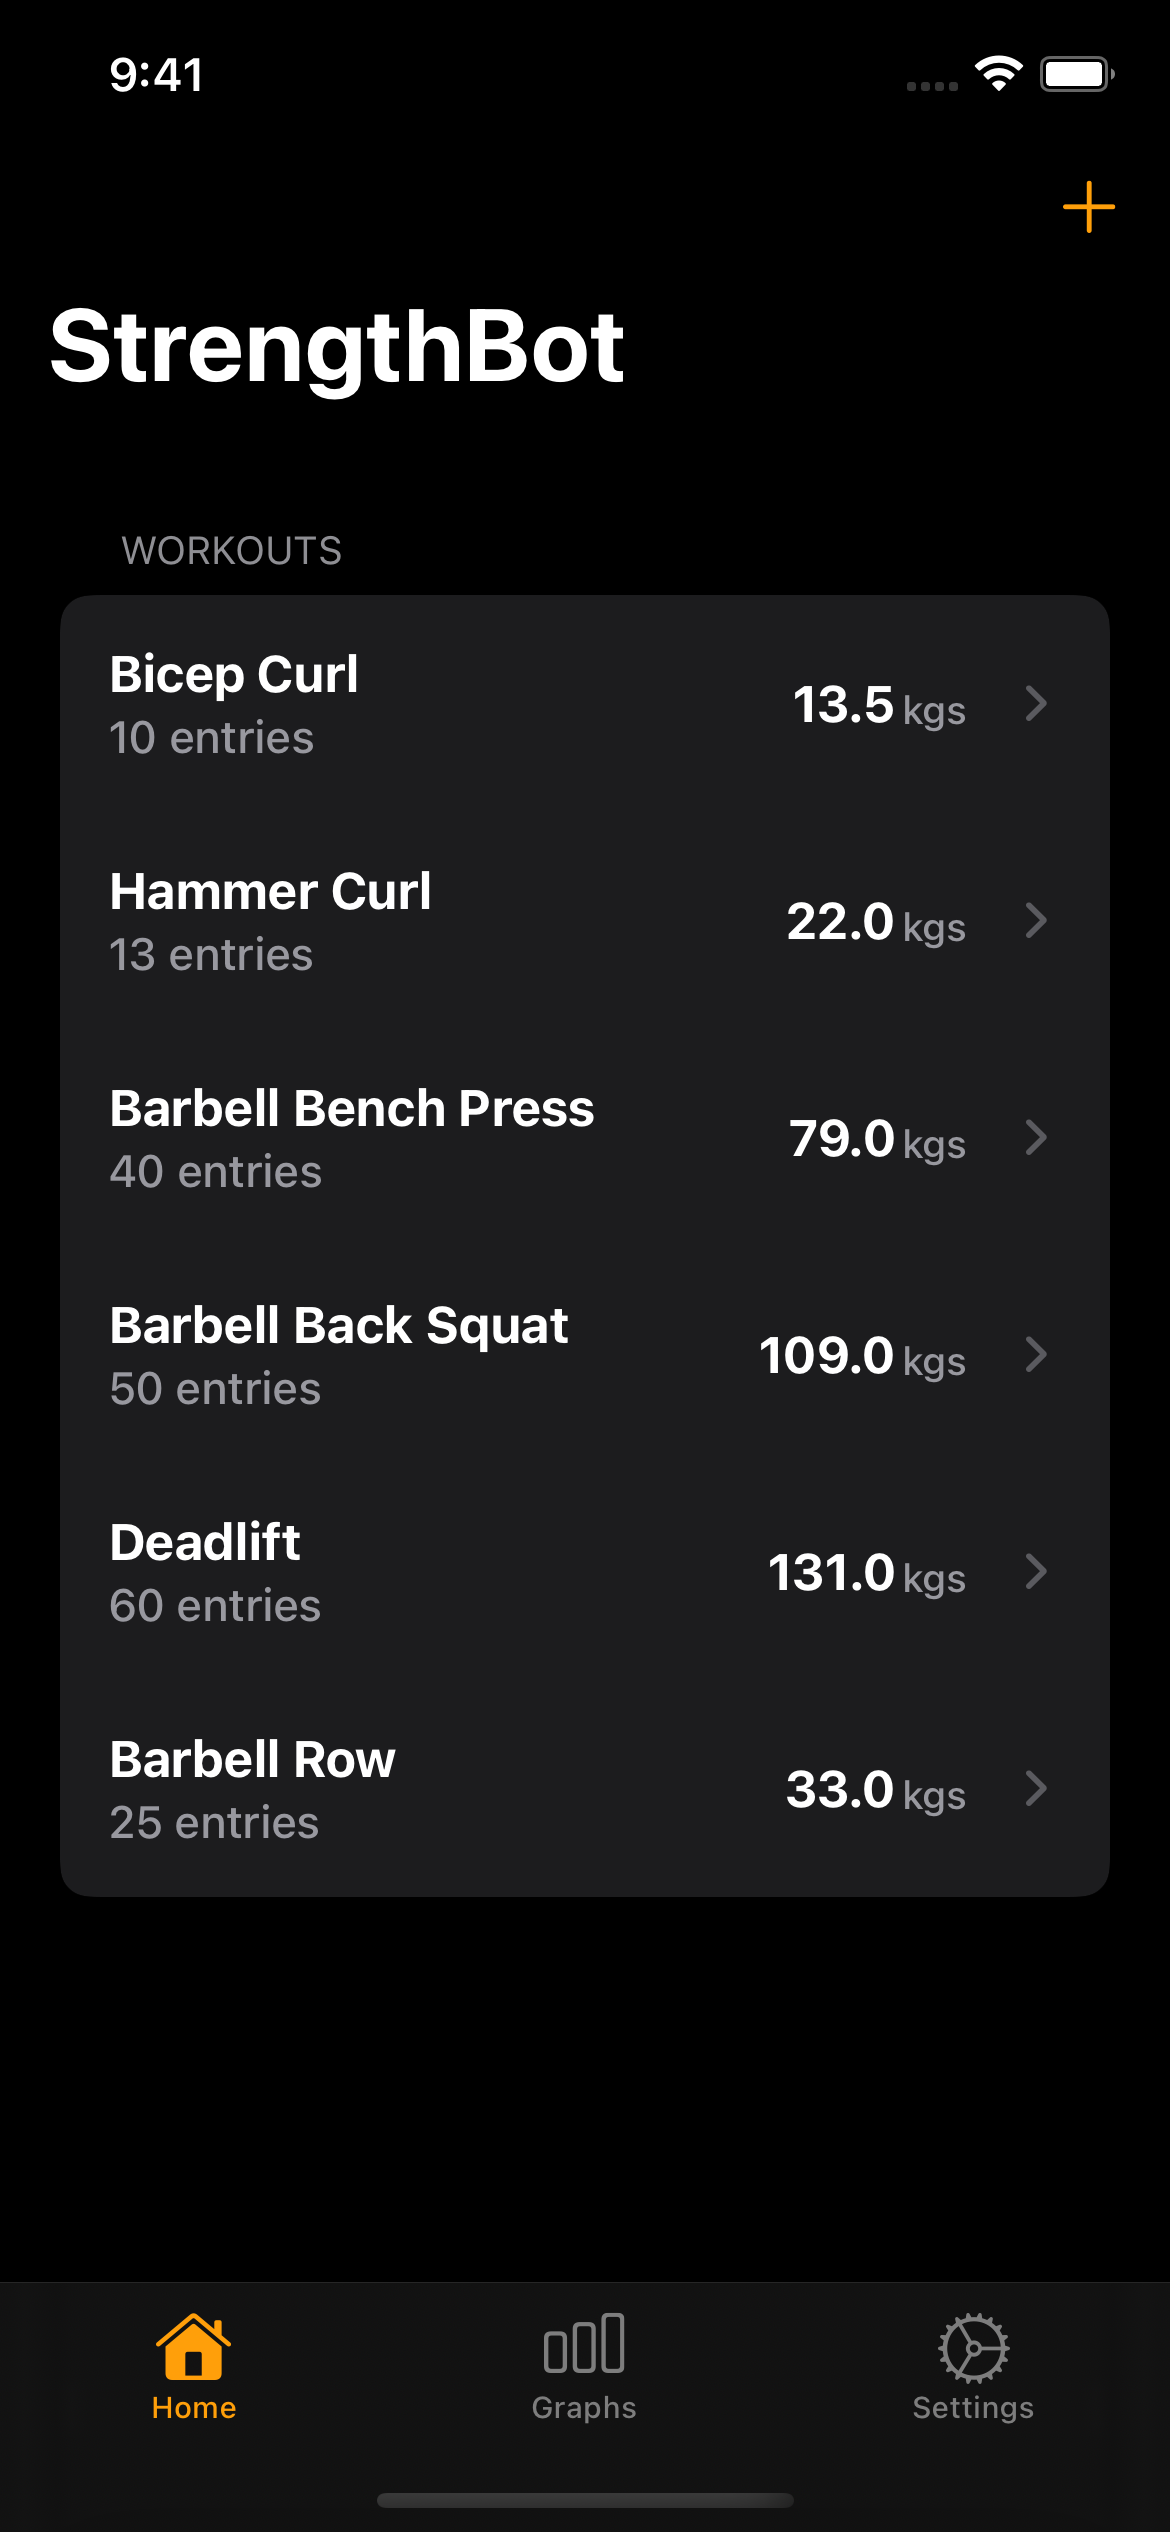 9:41
StrengthBot
WORKOUTS
Bicep Curl
10 entries
13.5 kgs
Hammer Curl
13 entries
22.0 kgs
Barbell Bench Press
40 entries
79.0 kgs
Barbell Back Squat
50 entries
109.0 kgs
Deadlift
60 entries
131.0 kgs
Barbell Row
25 entries
33.0 kgs
Home
Graphs
Settings